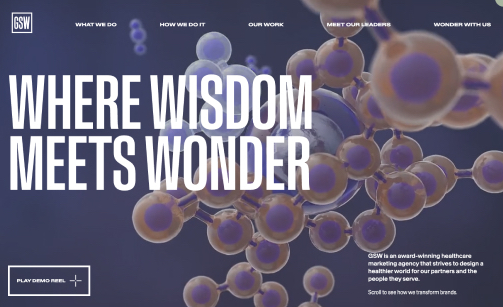 GSW
WHAT WE DO
HOW WE DO IT
OUR WORK
MEET OUR LEADERS
WONDER WITH US
WHERE WISDOM
MEETS WONDER
GSW is an award-winning healthcare
marketing agency that strives to design a
healthier world for our partners and the
people they serve.
Scroll to see how we transform brands.
PLAY DEMO REEL